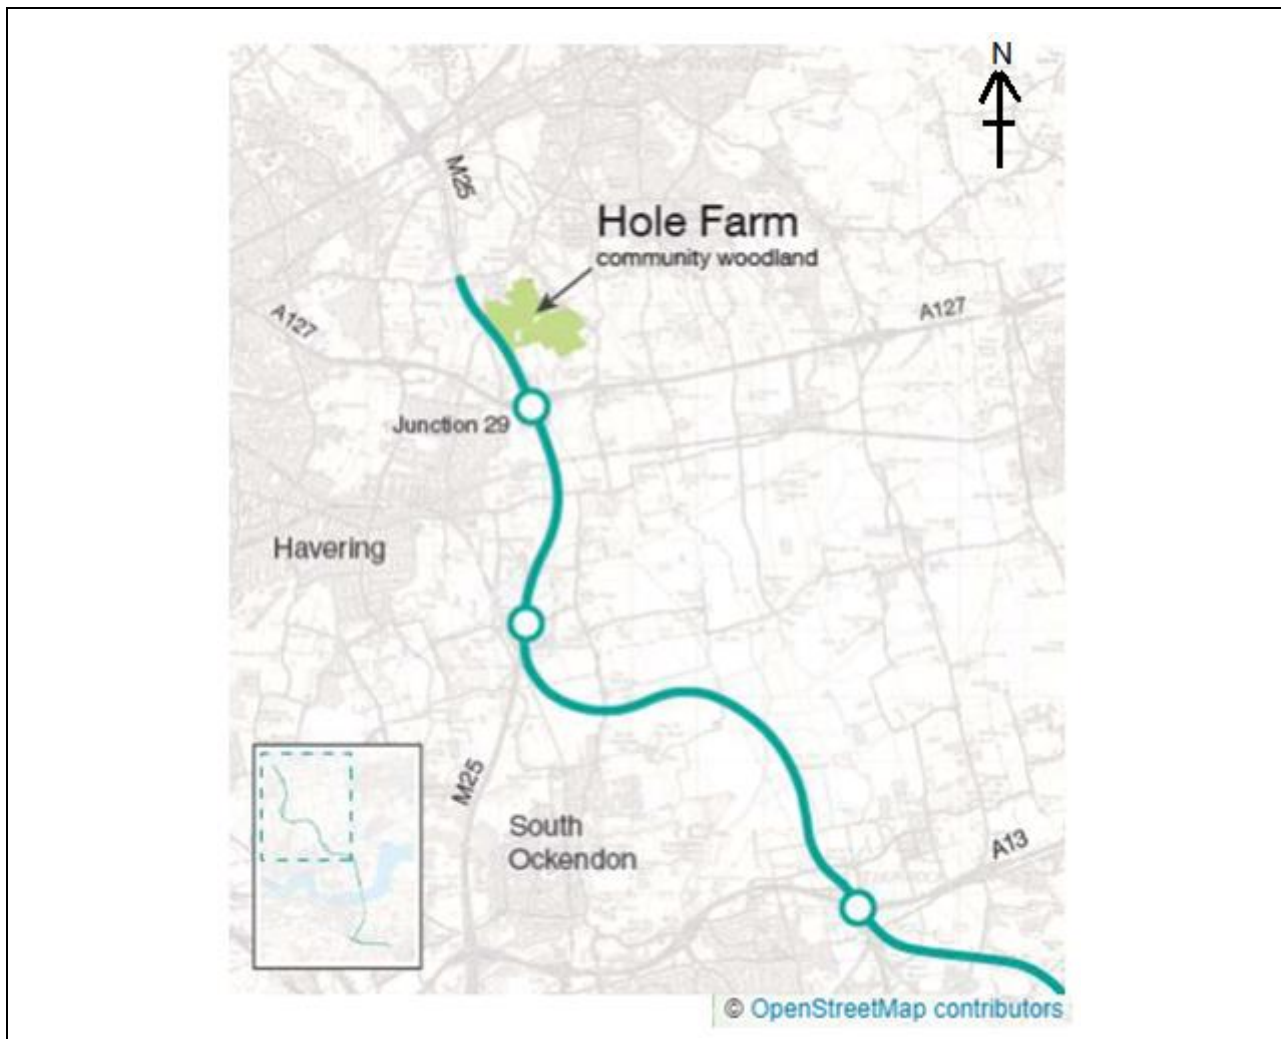 N
M25
Hole Farm
community woodland
A127
A127
Junction 29
Havering
M25
South
Ockendon
A13
© OpenStreetMap contributors